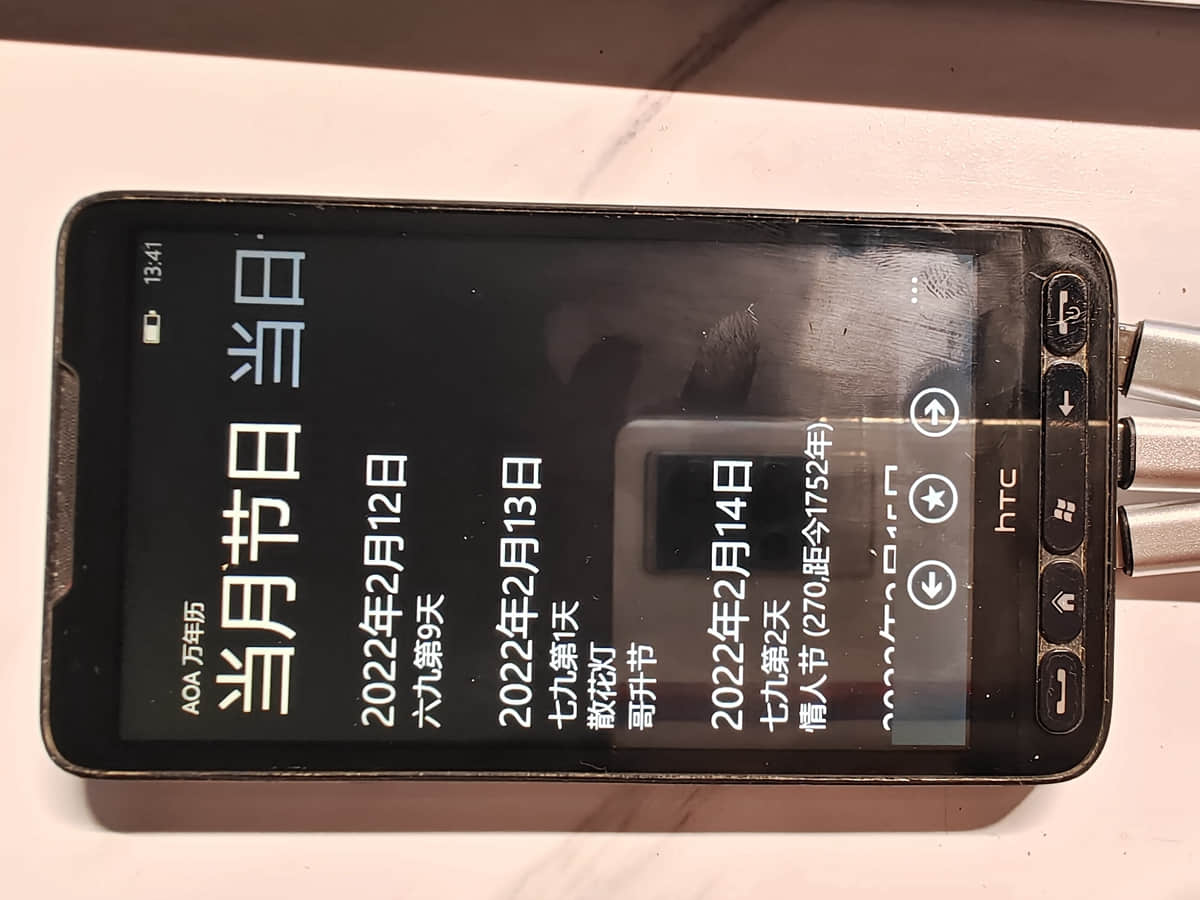 13:41
AOA 万年历
当月节日 当日
2022年2月12日
六九第9天
2022年2月13日
七九第1天
散花灯
哥升节
2022年2月14日
七九第2天
情人节 (270,距今1752年)
hTC